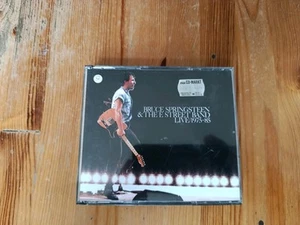 BRUCE SPRINGSTEEN
& THE E STREET BAND
LIVE/1975-85